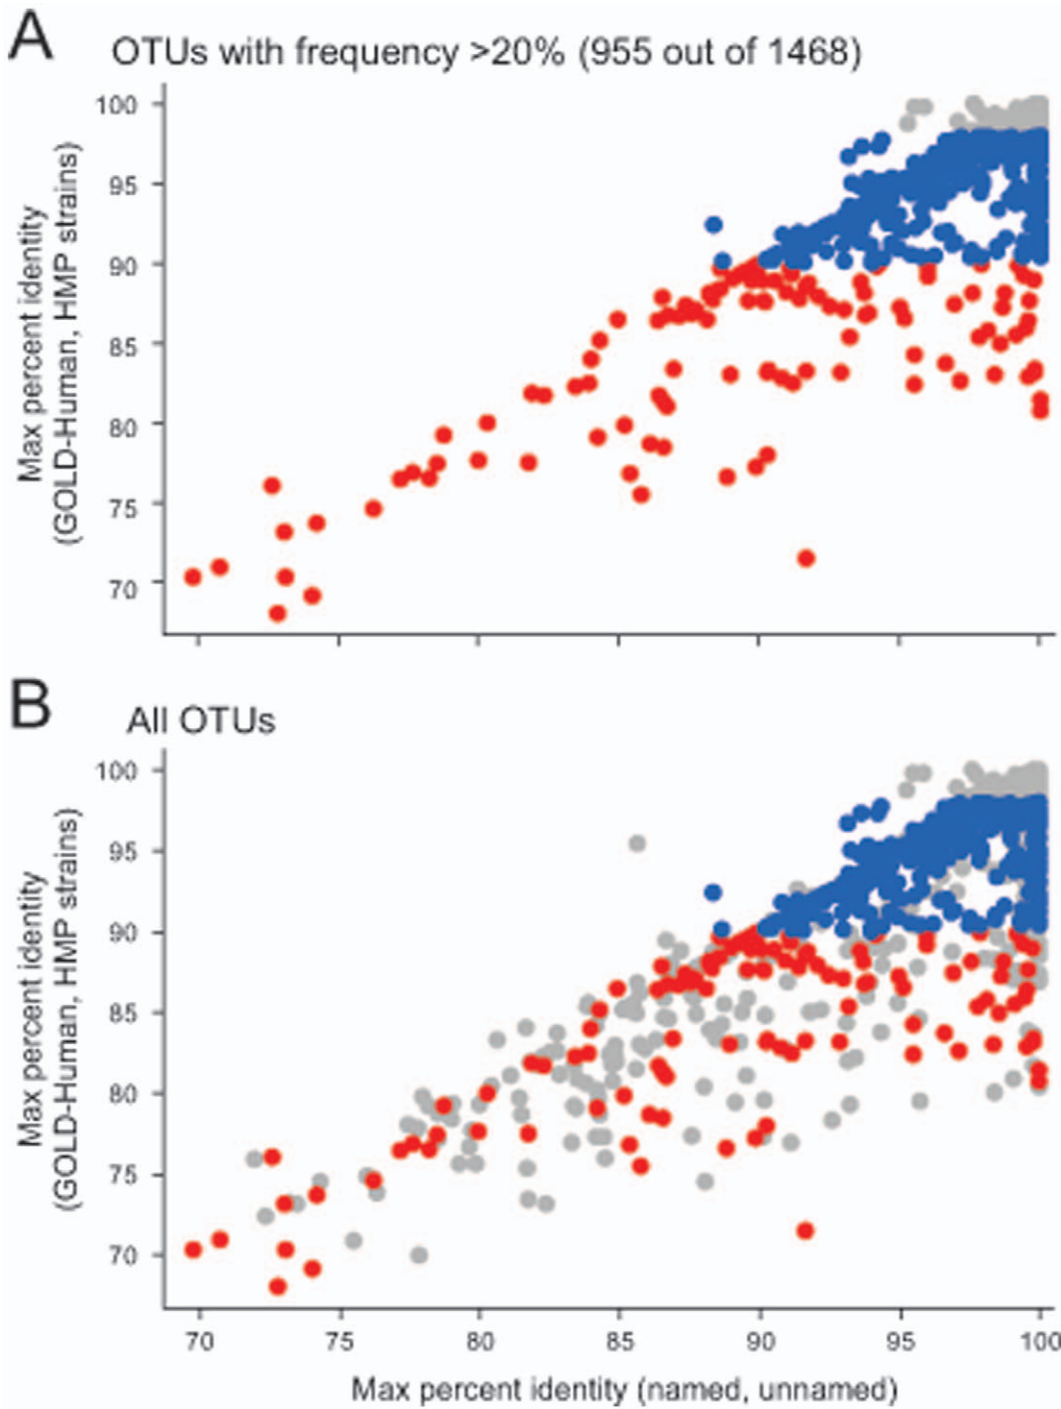 A
OTUs with frequency >20% (955 out of 1468)
100
95
90
85
80
75
70
Max percent identity
(GOLD-Human, HMP strains)
B
All OTUs
100
95
90
85
80
75
70
Max percent identity
(GOLD-Human, HMP strains)
70 75 80 85 90 95 100
Max percent identity (named, unnamed)